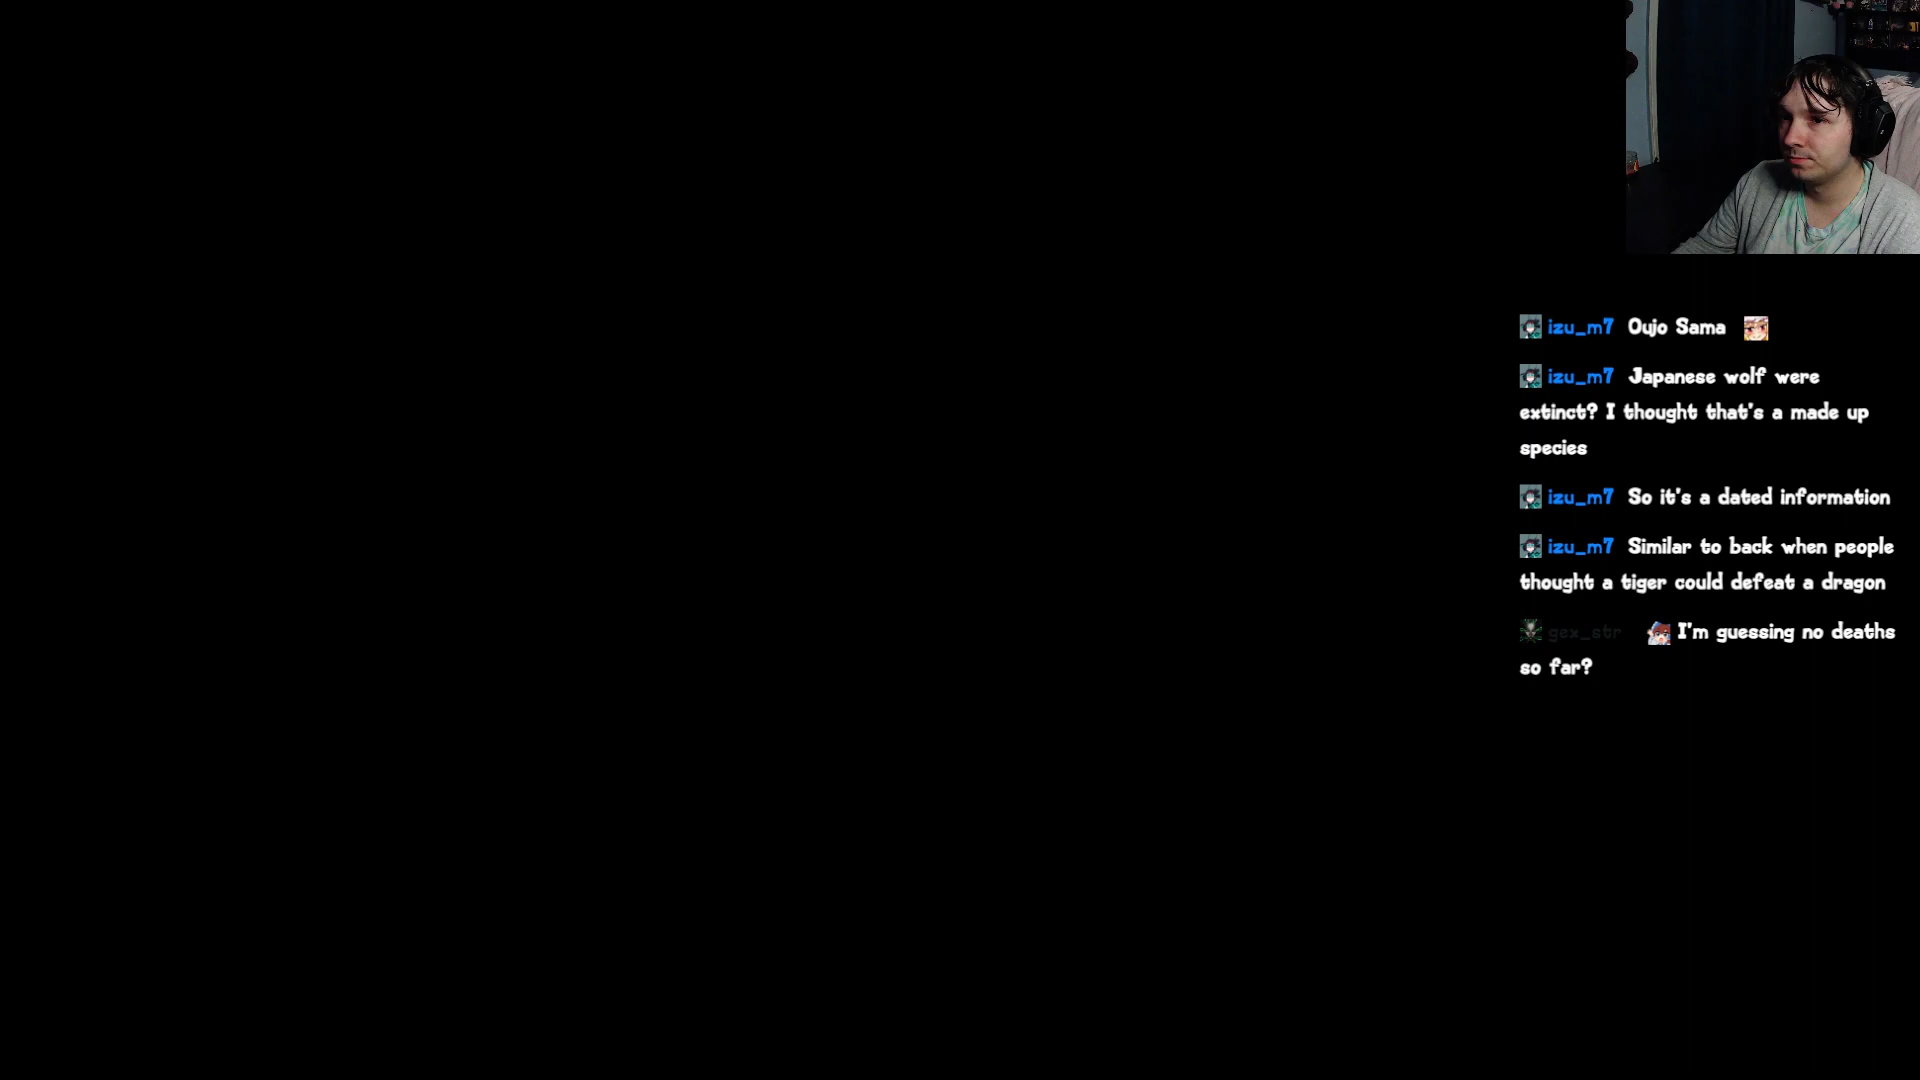 izu_m7 Oujo Sama
izu_m7 Japanese wolf were
extinct? I thought that's a made up
species
izu_m7 So it's a dated information
izu_m7 Similar to back when people
thought a tiger could defeat a dragon
gex_str I'm guessing no deaths
so far?